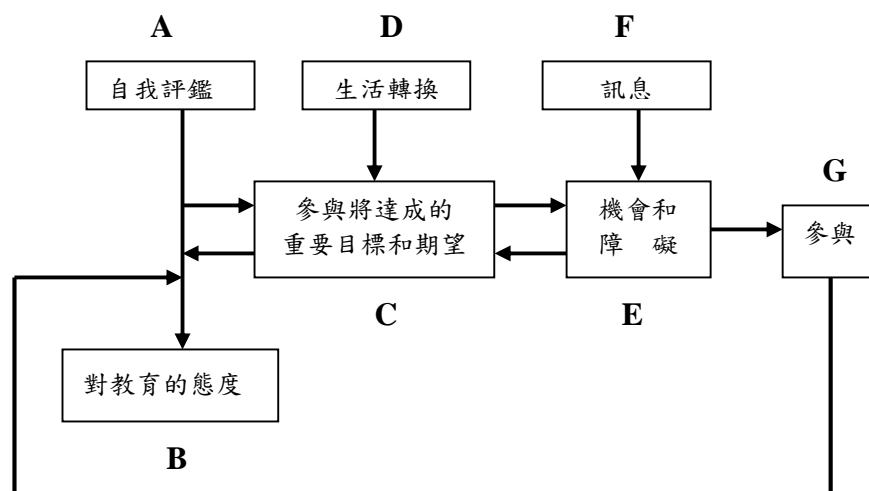 A
D
F
自我評鑑
生活轉換
訊息
G
參與將達成的
重要目標和期望
機會和
障 礙
參與
C
E
對教育的態度
B